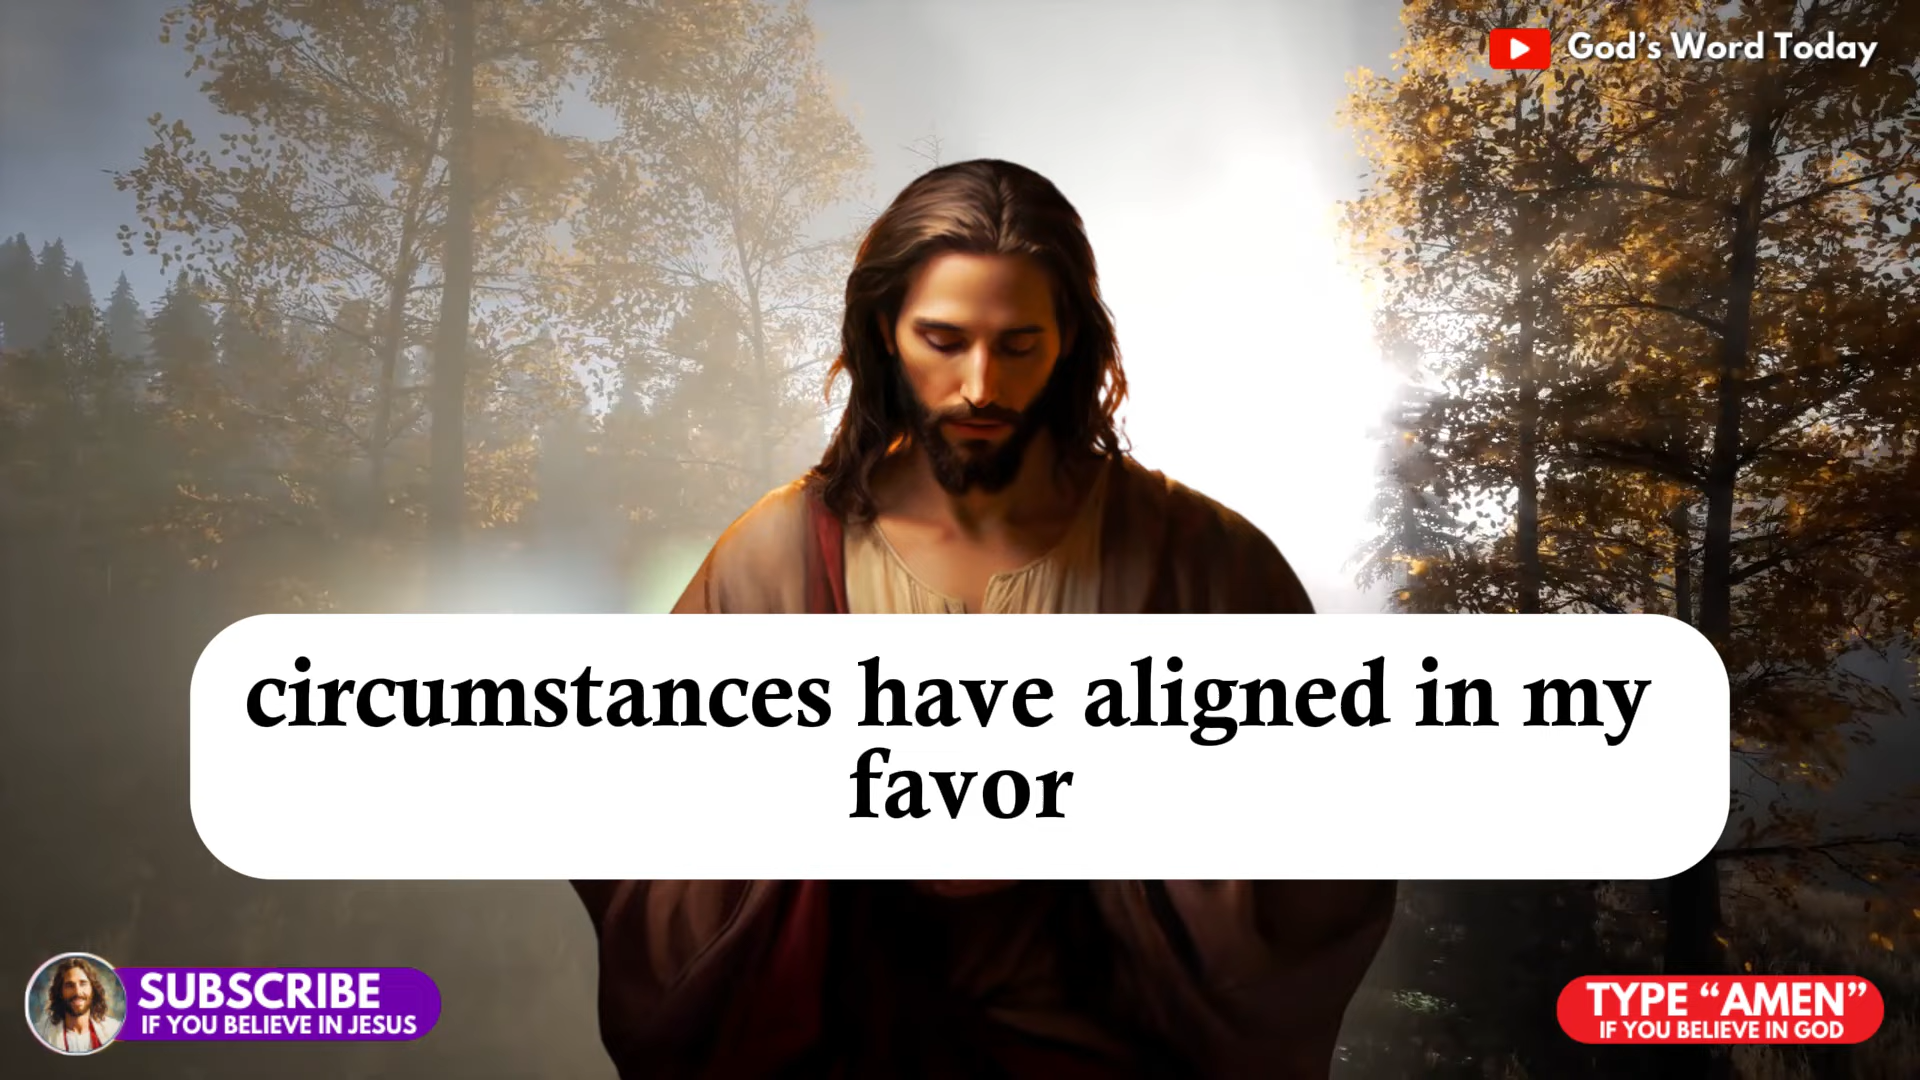 God’s Word Today
circumstances have aligned in my
favor
SUBSCRIBE
IF YOU BELIEVE IN JESUS
TYPE “AMEN”
IF YOU BELIEVE IN GOD